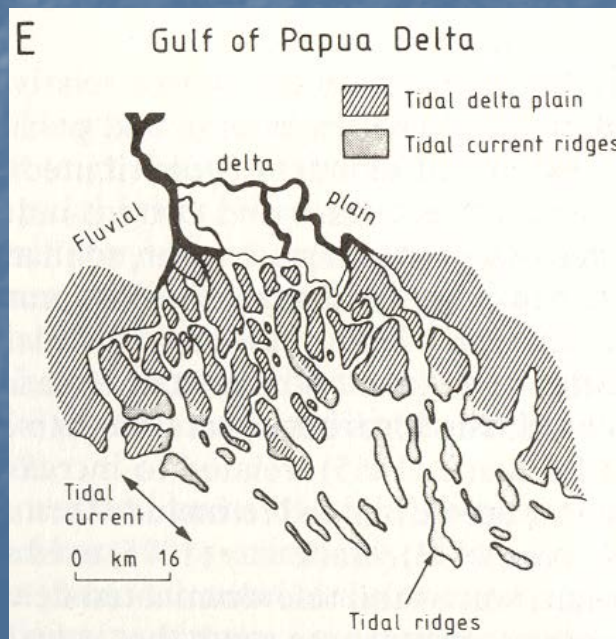 E Gulf of Papua Delta
Tidal delta plain
Tidal current ridges
delta
Fluvial
plain
Tidal
current
0 km 16
Tidal ridges